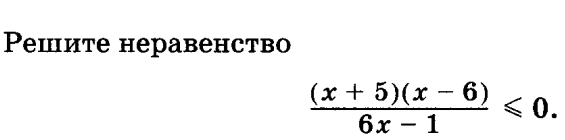 Решите неравенство
(x + 5)(x − 6)
6x − 1
⩽ 0.